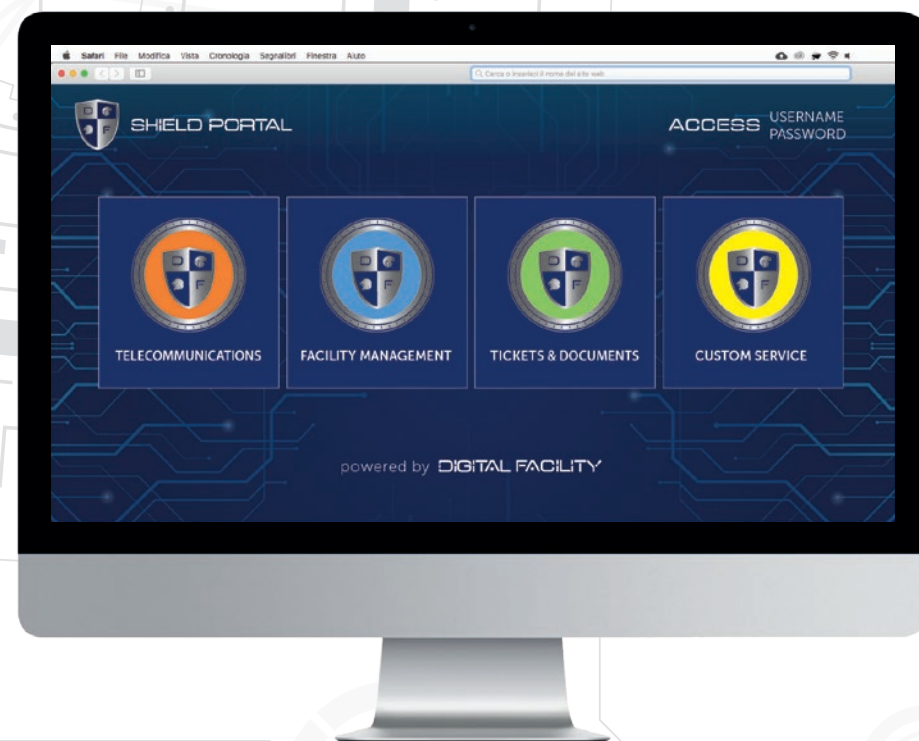 Safari File Modifica Vista Cronologia Segnalibri Finestra Aiuto
Cerca o inserisci il nome del sito web
D
F
SHIELD PORTAL
ACCESS
USERNAME
PASSWORD
D
F
D
F
D
F
D
F
TELECOMMUNICATIONS
FACILITY MANAGEMENT
TICKETS & DOCUMENTS
CUSTOM SERVICE
powered by DIGITAL FACILITY